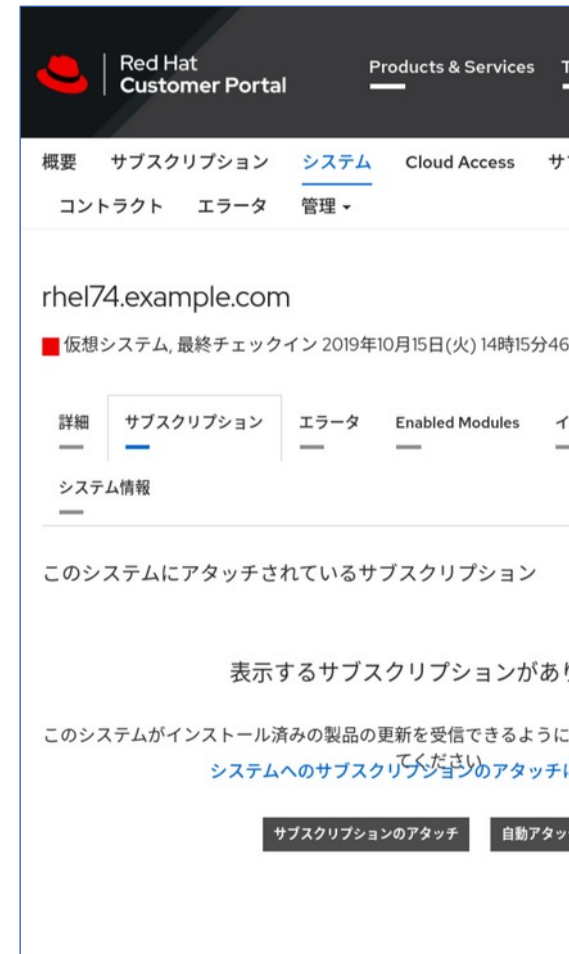 Red Hat
Customer Portal
Products & Services
概要 サブスクリプション システム Cloud Access
コントラクト エラータ 管理
rhel74.example.com
仮想システム, 最終チェックイン 2019年10月15日(火) 14時15分46
詳細 サブスクリプション エラータ Enabled Modules
システム情報
このシステムにアタッチされているサブスクリプション
表示するサブスクリプションがあ
このシステムがインストール済みの製品の更新を受信できるように
てください
システムへのサブスクリプションのアタッチ
サブスクリプションのアタッチ 自動アタッ